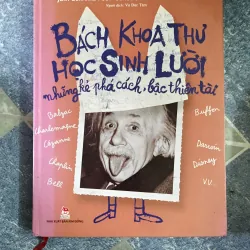 BÁCH KHOA THƯ
HỌC SINH LƯỜI
những kẻ phá cách, bậc thiên tài
Balzac
Charlemagne
Cézanne
Chaplin
Bell
Buffon
Darwin
Disney
V.V...